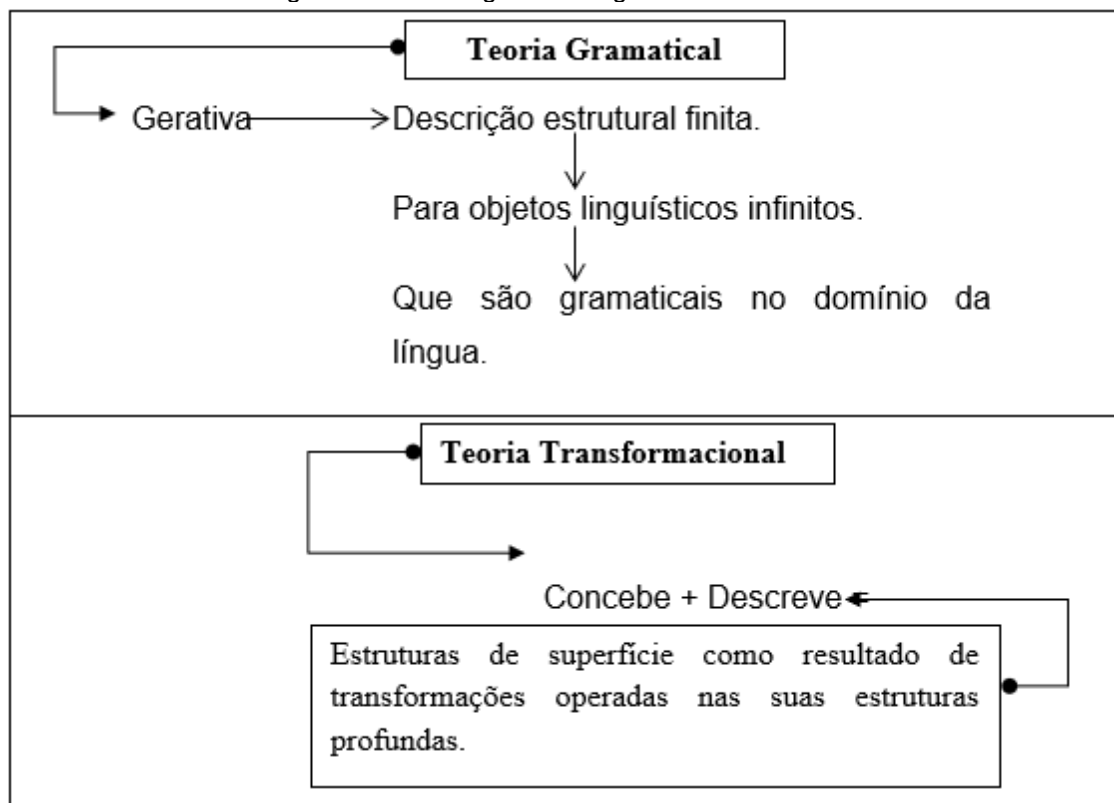 Teoria Gramatical
Gerativa Descrição estrutural finita.
Para objetos linguísticos infinitos.
Que são gramaticais no domínio da
língua.
Teoria Transformacional
Concebe + Descreve
Estruturas de superfície como resultado de
transformações operadas nas suas estruturas
profundas.